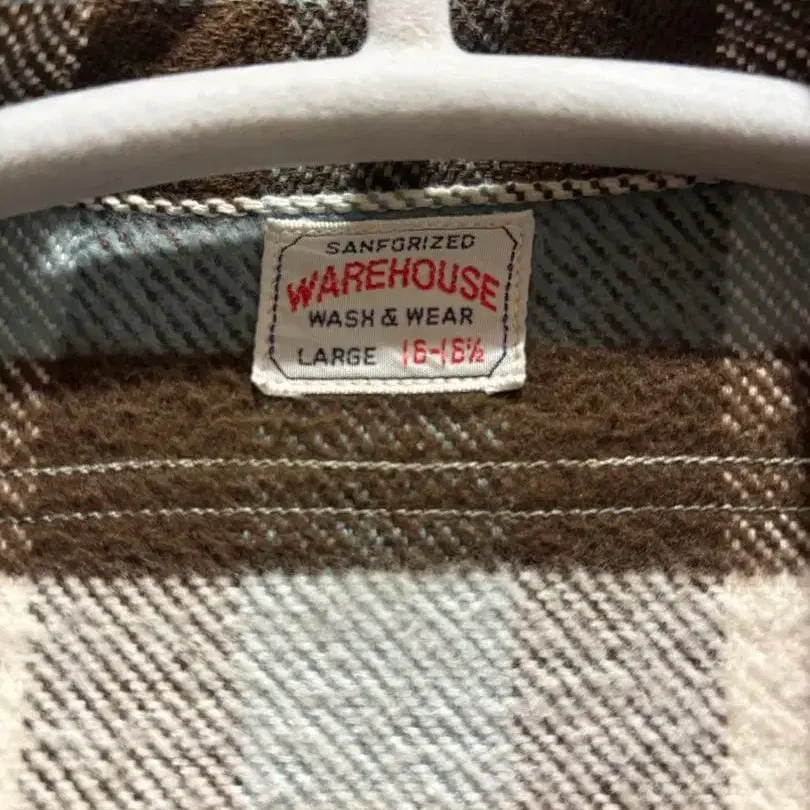 SANFORIZED
WAREHOUSE
WASH & WEAR
LARGE 16-16½